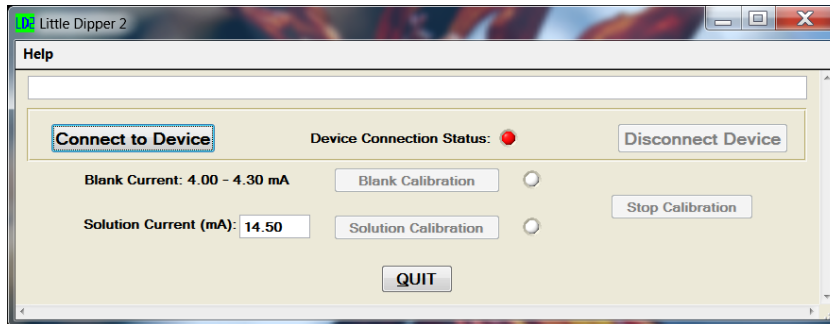 LD2 Little Dipper 2
Help
Connect to Device Device Connection Status: Disconnect Device
Blank Current: 4.00 - 4.30 mA Blank Calibration
Stop Calibration
Solution Current (mA): 14.50 Solution Calibration
QUIT